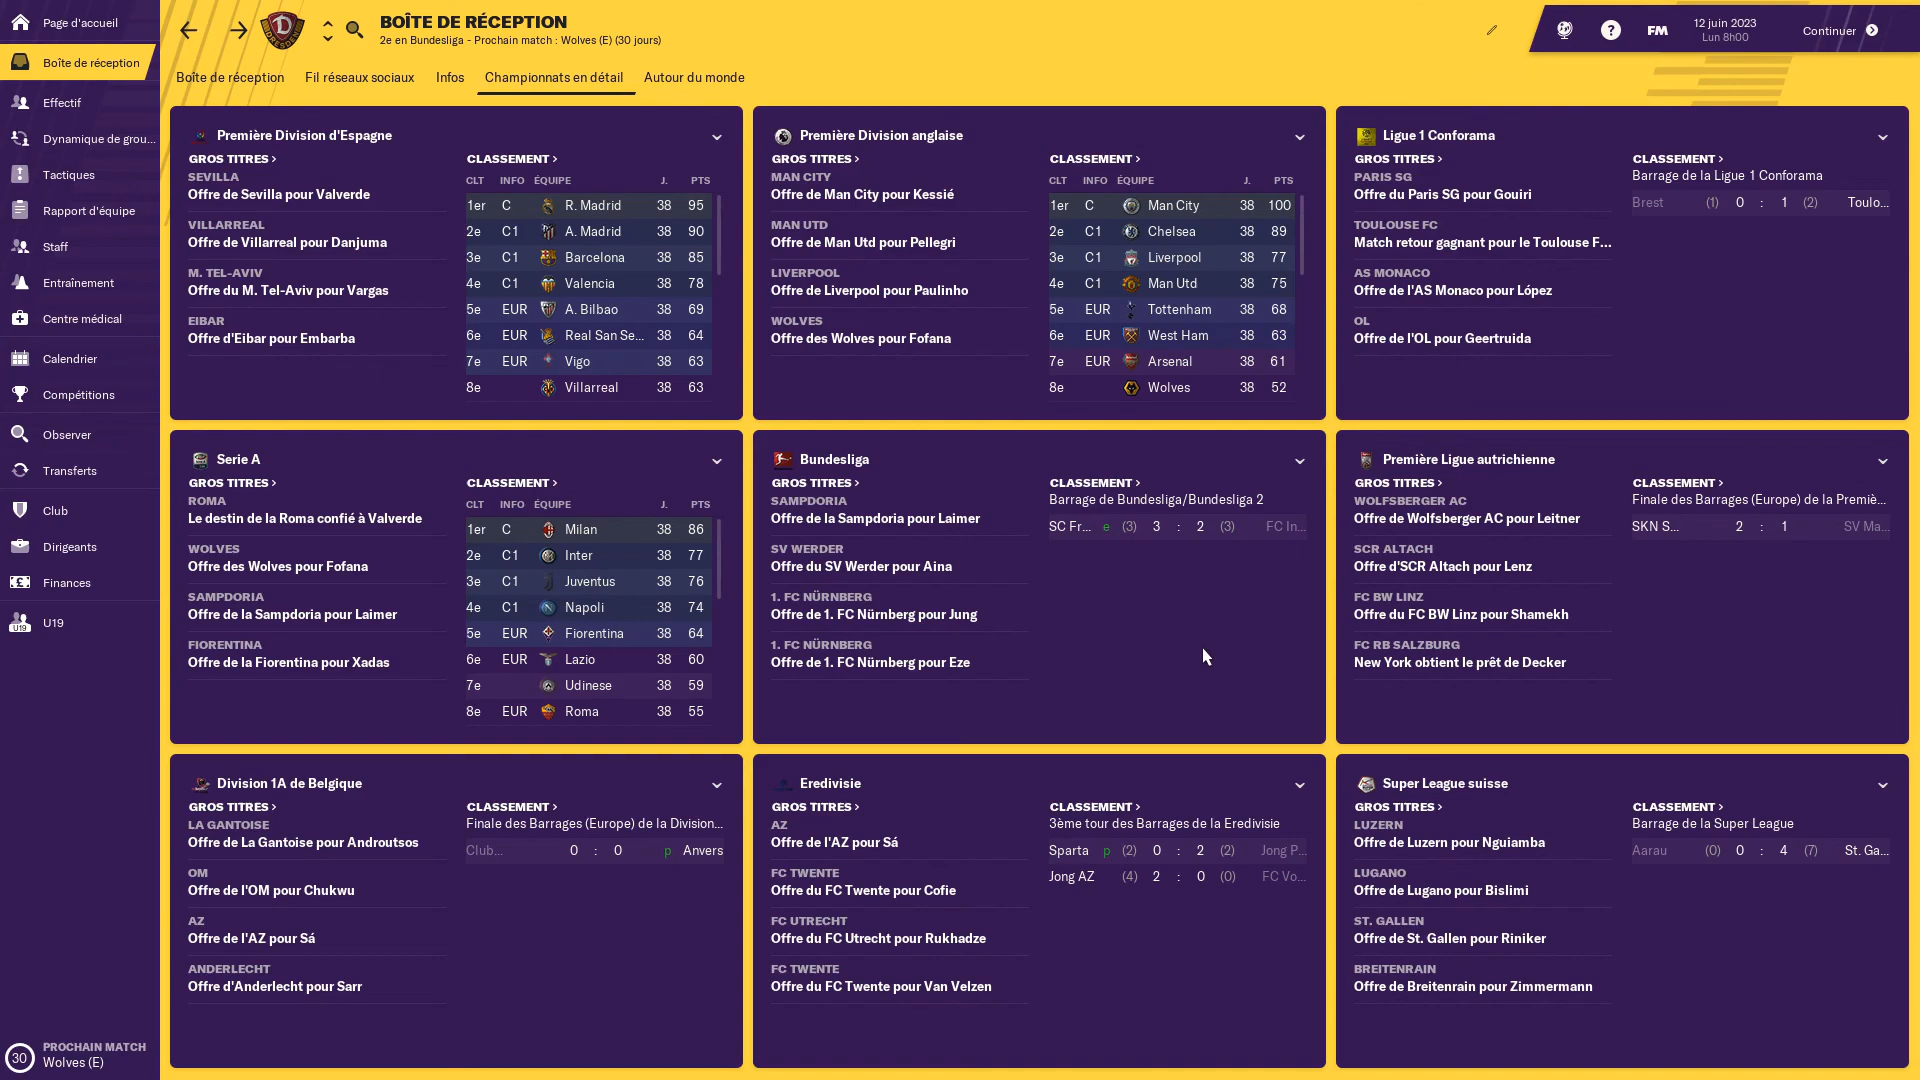 Page d'accueil
Boîte de réception
Effectif
Dynamique de grou...
Tactiques
Rapport d'équipe
Staff
Entraînement
Centre médical
Calendrier
Compétitions
Observer
Transferts
Club
Dirigeants
Finances
U19
U19
30
PROCHAIN MATCH
Wolves (E)
BOÎTE DE RÉCEPTION
2e en Bundesliga - Prochain match : Wolves (E) (30 jours)
FM
12 juin 2023
Lun 8h00
Continuer
Boîte de réception
Fil réseaux sociaux
Infos
Championnats en détail
Autour du monde
Première Division d'Espagne
GROS TITRES >
SEVILLA
Offre de Sevilla pour Valverde
VILLARREAL
Offre de Villarreal pour Danjuma
M. TEL-AVIV
Offre du M. Tel-Aviv pour Vargas
EIBAR
Offre d'Eibar pour Embarba
CLASSEMENT >
CLT INFO ÉQUIPE J. PTS
1er C R. Madrid 38 95
2e C1 A. Madrid 38 90
3e C1 Barcelona 38 85
4e C1 Valencia 38 78
5e EUR A. Bilbao 38 69
6e EUR Real San Se... 38 64
7e EUR Vigo 38 63
8e Villarreal 38 63
Première Division anglaise
GROS TITRES >
MAN CITY
Offre de Man City pour Kessié
MAN UTD
Offre de Man Utd pour Pellegri
LIVERPOOL
Offre de Liverpool pour Paulinho
WOLVES
Offre des Wolves pour Fofana
CLASSEMENT >
CLT INFO ÉQUIPE J. PTS
1er C Man City 38 100
2e C1 Chelsea 38 89
3e C1 Liverpool 38 77
4e C1 Man Utd 38 75
5e EUR Tottenham 38 68
6e EUR West Ham 38 63
7e EUR Arsenal 38 61
8e Wolves 38 52
Ligue 1 Conforama
GROS TITRES >
PARIS SG
Offre du Paris SG pour Gouiri
TOULOUSE FC
Match retour gagnant pour le Toulouse F...
AS MONACO
Offre de l'AS Monaco pour López
OL
Offre de l'OL pour Geertruida
CLASSEMENT >
Barrage de la Ligue 1 Conforama
Brest (1) 0 : 1 (2) Toulo...
Serie A
GROS TITRES >
ROMA
Le destin de la Roma confié à Valverde
WOLVES
Offre des Wolves pour Fofana
SAMPDORIA
Offre de la Sampdoria pour Laimer
FIORENTINA
Offre de la Fiorentina pour Xadas
CLASSEMENT >
CLT INFO ÉQUIPE J. PTS
1er C Milan 38 86
2e C1 Inter 38 77
3e C1 Juventus 38 76
4e C1 Napoli 38 74
5e EUR Fiorentina 38 64
6e EUR Lazio 38 60
7e Udinese 38 59
8e EUR Roma 38 55
Bundesliga
GROS TITRES >
SAMPDORIA
Offre de la Sampdoria pour Laimer
SV WERDER
Offre du SV Werder pour Aina
1. FC NÜRNBERG
Offre de 1. FC Nürnberg pour Jung
1. FC NÜRNBERG
Offre de 1. FC Nürnberg pour Eze
CLASSEMENT >
Barrage de Bundesliga/Bundesliga 2
SC Fr... e (3) 3 : 2 (3) FC In...
Première Ligue autrichienne
GROS TITRES >
WOLFSBERGER AC
Offre de Wolfsberger AC pour Leitner
SCR ALTACH
Offre d'SCR Altach pour Lenz
FC BW LINZ
Offre du FC BW Linz pour Shamekh
FC RB SALZBURG
New York obtient le prêt de Decker
CLASSEMENT >
Finale des Barrages (Europe) de la Premiè...
SKN S... 2 : 1 SV Ma...
Division 1A de Belgique
GROS TITRES >
LA GANTOISE
Offre de La Gantoise pour Androutsos
OM
Offre de l'OM pour Chukwu
AZ
Offre de l'AZ pour Sá
ANDERLECHT
Offre d'Anderlecht pour Sarr
CLASSEMENT >
Finale des Barrages (Europe) de la Division...
Club... 0 : 0 p Anvers
Eredivisie
GROS TITRES >
AZ
Offre de l'AZ pour Sá
FC TWENTE
Offre du FC Twente pour Cofie
FC UTRECHT
Offre du FC Utrecht pour Rukhadze
FC TWENTE
Offre du FC Twente pour Van Velzen
CLASSEMENT >
3ème tour des Barrages de la Eredivisie
Sparta p (2) 0 : 2 (2) Jong P...
Jong AZ (4) 2 : 0 (0) FC Vo...
Super League suisse
GROS TITRES >
LUZERN
Offre de Luzern pour Nguiamba
LUGANO
Offre de Lugano pour Bislimi
ST. GALLEN
Offre de St. Gallen pour Riniker
BREITENRAIN
Offre de Breitenrain pour Zimmermann
CLASSEMENT >
Barrage de la Super League
Aarau (0) 0 : 4 (7) St. Ga...